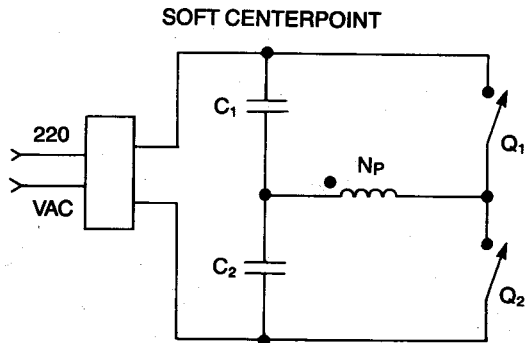 SOFT CENTERPOINT
C₁
220
Q₁
Nₚ
VAC
C₂
Q₂